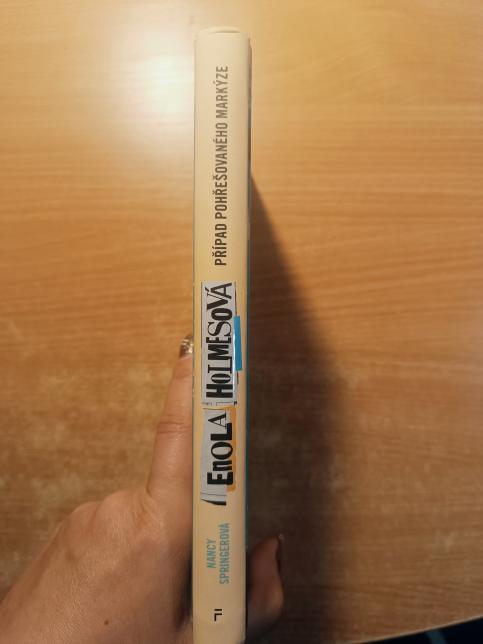 NANCY
SPRINGEROVÁ
EnOLA HOLMESOVÁ
PŘÍPAD POHŘEŠOVANÉHO MARKÝZE